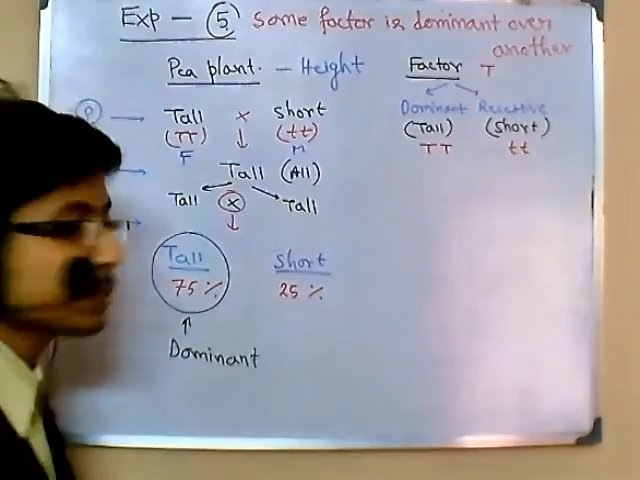 Exp - 5 some factor is dominant over another
Pea plant. - Height
P → Tall x short
(TT) ↓ (tt)
F M
→ Tall (All)
Tall x Tall
↓
Tall short
75 % 25 %
↑
Dominant
Factor T
Dominant Recessive
(Tall) (short)
TT tt